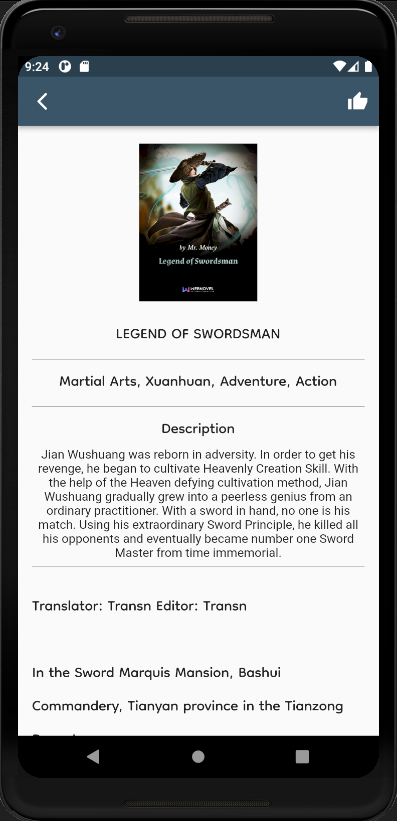 9:24
by Mr. Money
Legend of Swordsman
WEBNOVEL
LEGEND OF SWORDSMAN
Martial Arts, Xuanhuan, Adventure, Action
Description
Jian Wushuang was reborn in adversity. In order to get his
revenge, he began to cultivate Heavenly Creation Skill. With
the help of the Heaven defying cultivation method, Jian
Wushuang gradually grew into a peerless genius from an
ordinary practitioner. With a sword in hand, no one is his
match. Using his extraordinary Sword Principle, he killed all
his opponents and eventually became number one Sword
Master from time immemorial.
Translator: Transn Editor: Transn
In the Sword Marquis Mansion, Bashui
Commandery, Tianyan province in the Tianzong